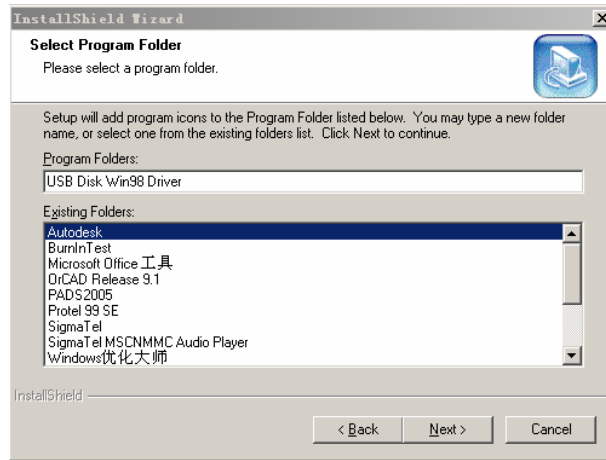 InstallShield Wizard
Select Program Folder
Please select a program folder.
Setup will add program icons to the Program Folder listed below. You may type a new folder
name, or select one from the existing folders list. Click Next to continue.
Program Folders:
USB Disk Win98 Driver
Existing Folders:
Autodesk
BurnInTest
Microsoft Office 工具
OrCAD Release 9.1
PADS2005
Protel 99 SE
SigmaTel
SigmaTel MSCNMMC Audio Player
Windows优化大师
InstallShield
< Back
Next >
Cancel